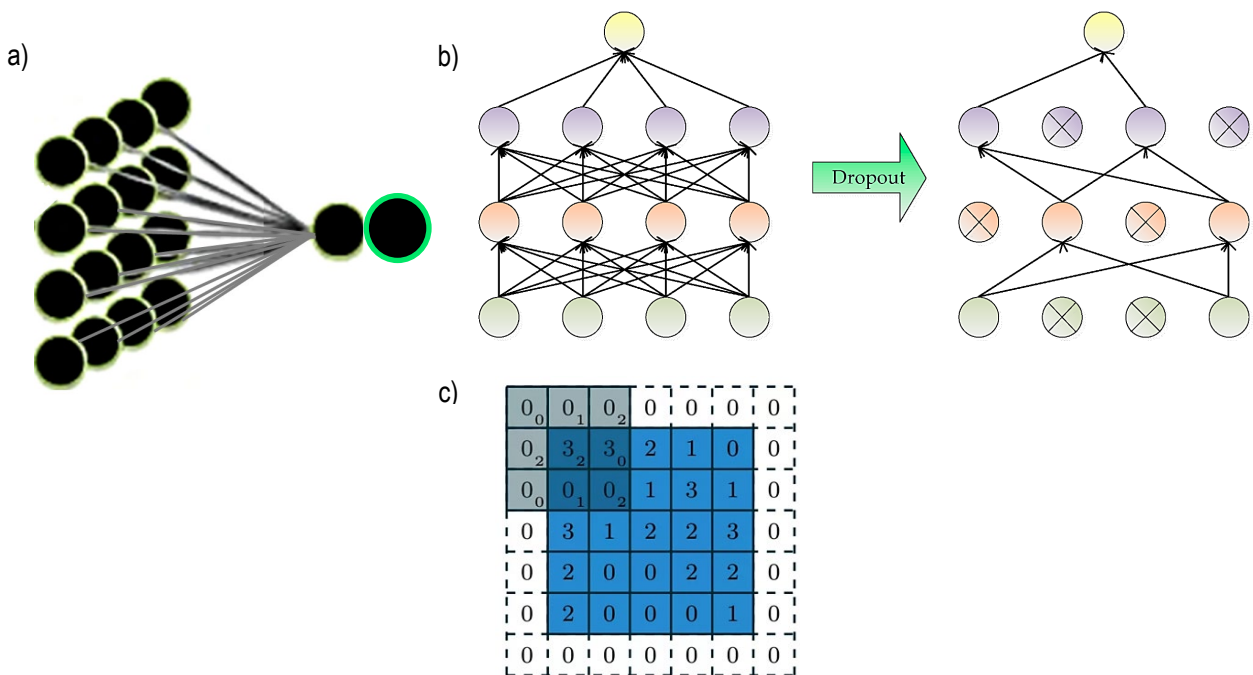 a)
b)
Dropout
c)
0₀ 0₁ 0₂ 0 0 0 0
0₂ 3₂ 3₀ 2 1 0 0
0₀ 0₁ 0₂ 1 3 1 0
0 3 1 2 2 3 0
0 2 0 0 2 2 0
0 2 0 0 0 1 0
0 0 0 0 0 0 0